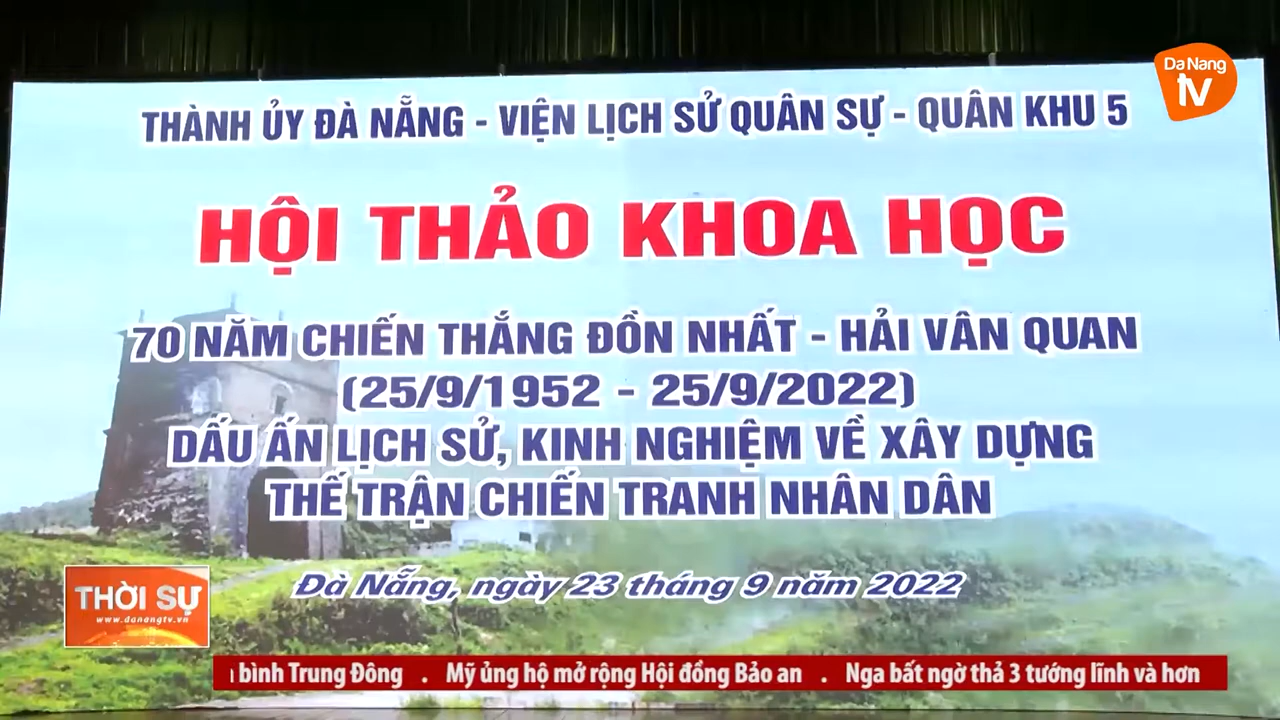 Da Nang
tv
THÀNH ỦY ĐÀ NẴNG - VIỆN LỊCH SỬ QUÂN SỰ - QUÂN KHU 5
HỘI THẢO KHOA HỌC
70 NĂM CHIẾN THẮNG ĐỒN NHẤT - HẢI VÂN QUAN
(25/9/1952 - 25/9/2022)
DẤU ẤN LỊCH SỬ, KINH NGHIỆM VỀ XÂY DỰNG
THẾ TRẬN CHIẾN TRANH NHÂN DÂN
Đà Nẵng, ngày 23 tháng 9 năm 2022
THỜI SỰ
www.danangtv.vn
bình Trung Đông . Mỹ ủng hộ mở rộng Hội đồng Bảo an . Nga bất ngờ thả 3 tướng lĩnh và hơn